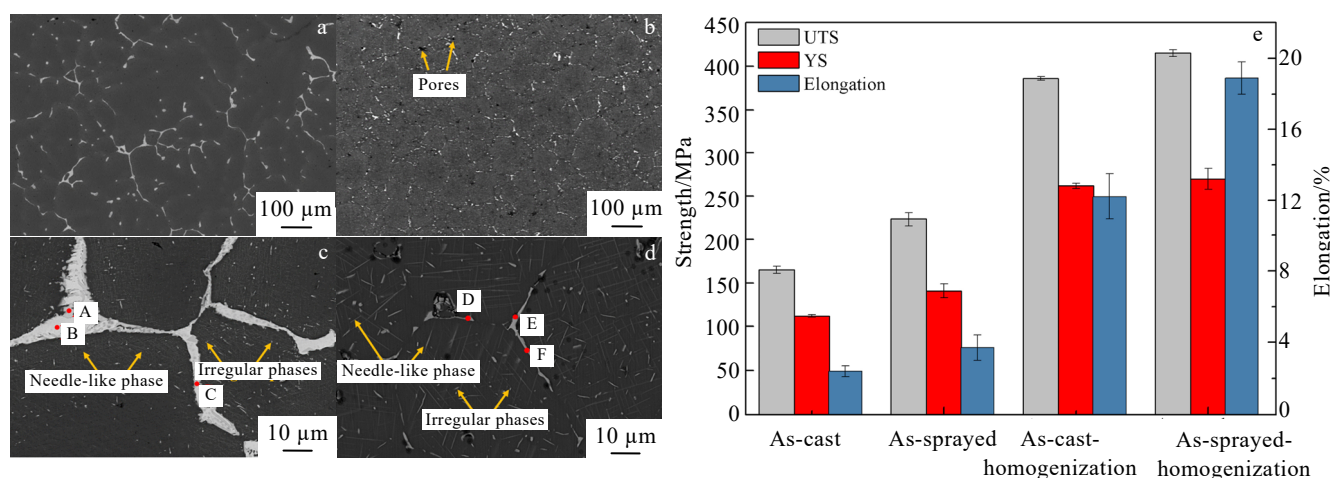 a
100 µm
b
Pores
100 µm
c
A
B
Needle-like phase
Irregular phases
C
10 µm
d
D
E
F
Needle-like phase
Irregular phases
10 µm
e
UTS
YS
Elongation
Strength/MPa
450
400
350
300
250
200
150
100
50
0
Elongation/%
20
16
12
8
4
0
As-cast
As-sprayed
As-cast-
homogenization
As-sprayed-
homogenization